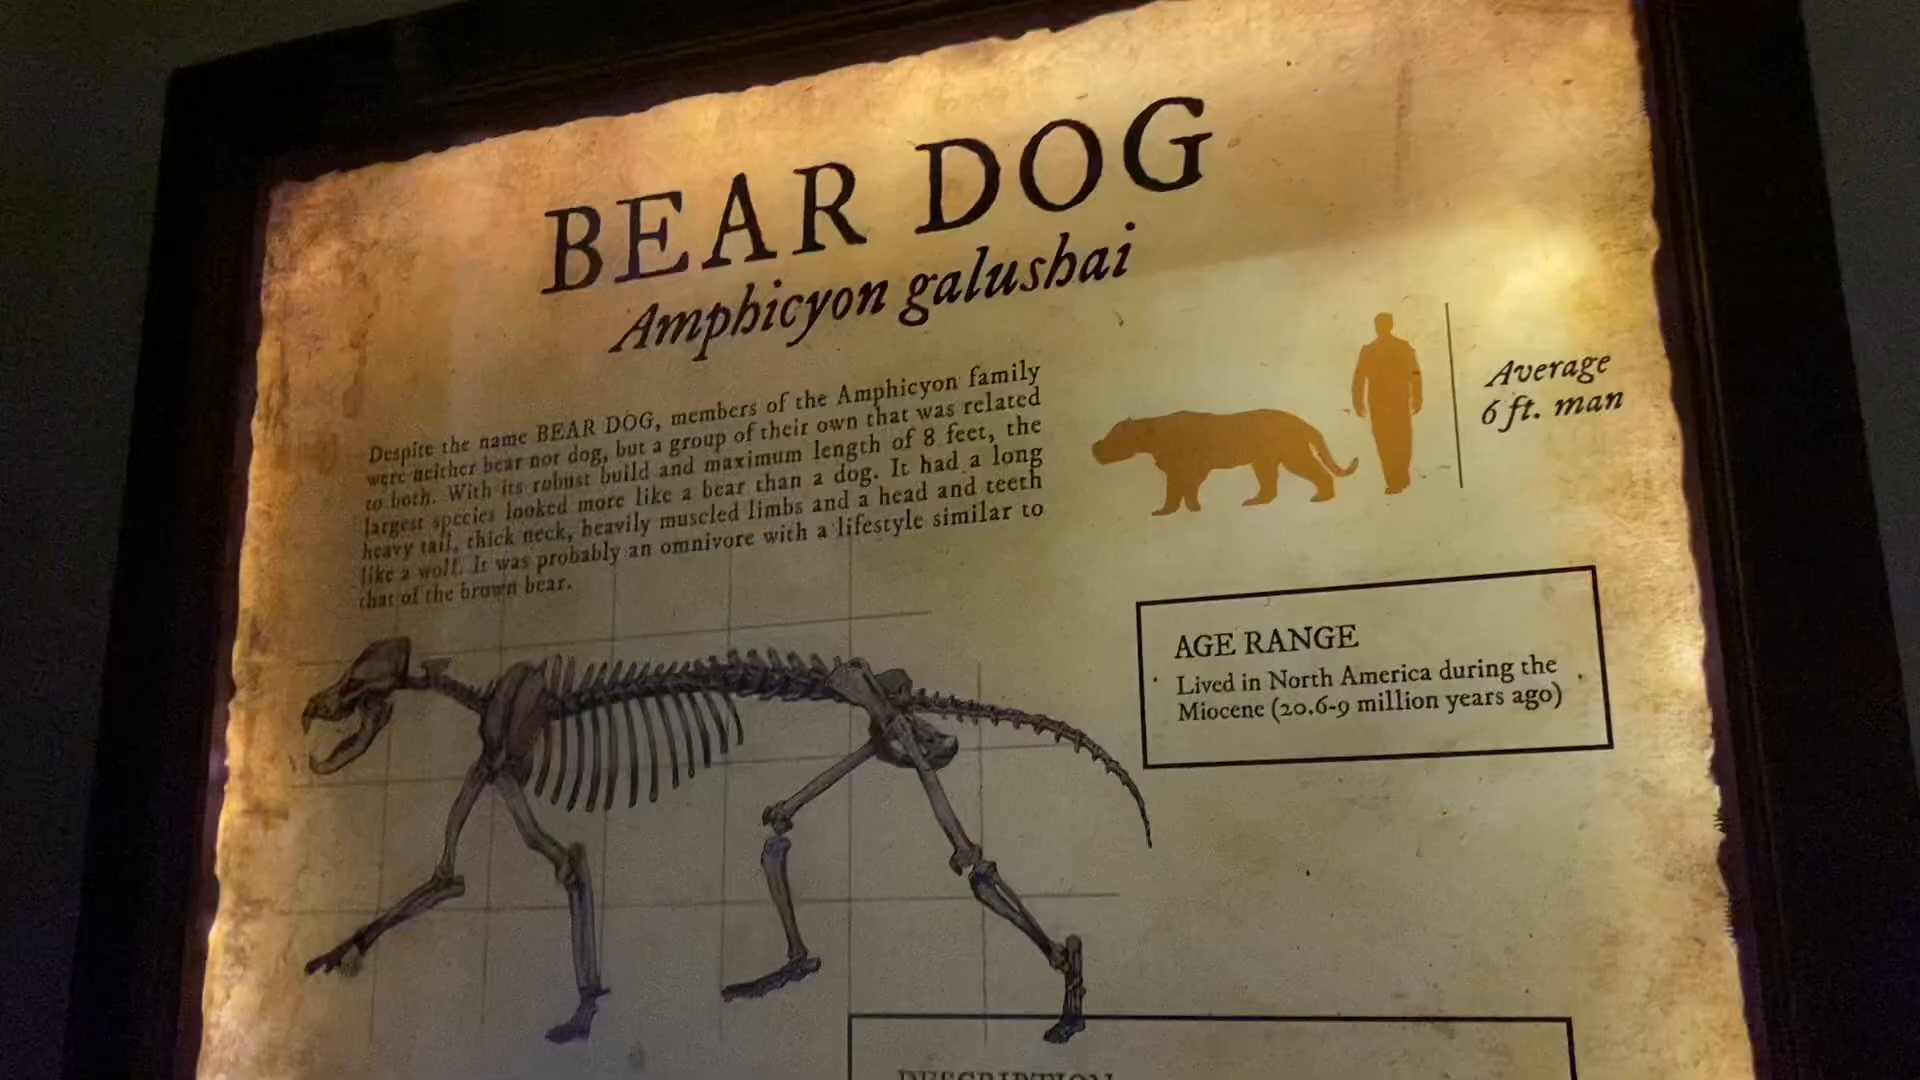 BEAR DOG
Amphicyon galushai
Despite the name BEAR DOG, members of the Amphicyon family
were neither bear nor dog, but a group of their own that was related
to both. With its robust build and maximum length of 8 feet, the
largest species looked more like a bear than a dog. It had a long
heavy tail, thick neck, heavily muscled limbs and a head and teeth
like a wolf. It was probably an omnivore with a lifestyle similar to
that of the brown bear.
Average
6 ft. man
AGE RANGE
Lived in North America during the
Miocene (20.6-9 million years ago)
DESCRIPTION